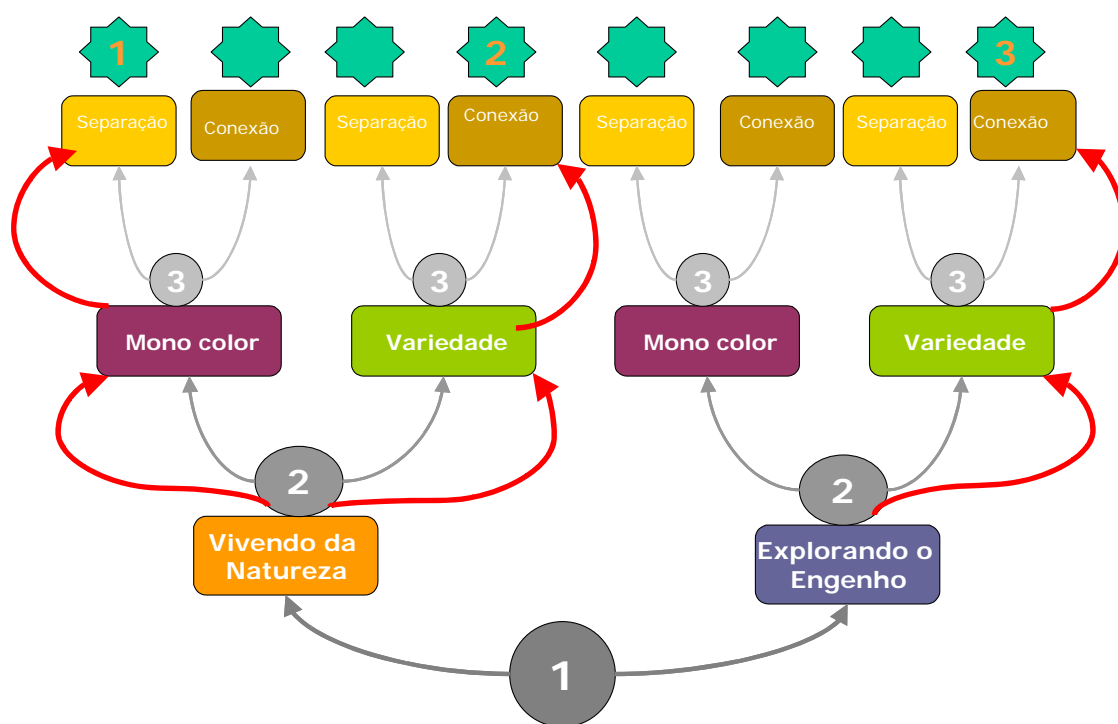 1
2
3
Separação
Conexão
Separação
Conexão
Separação
Conexão
Separação
Conexão
3
3
3
3
Mono color
Variedade
Mono color
Variedade
2
2
Vivendo da
Natureza
Explorando o
Engenho
1